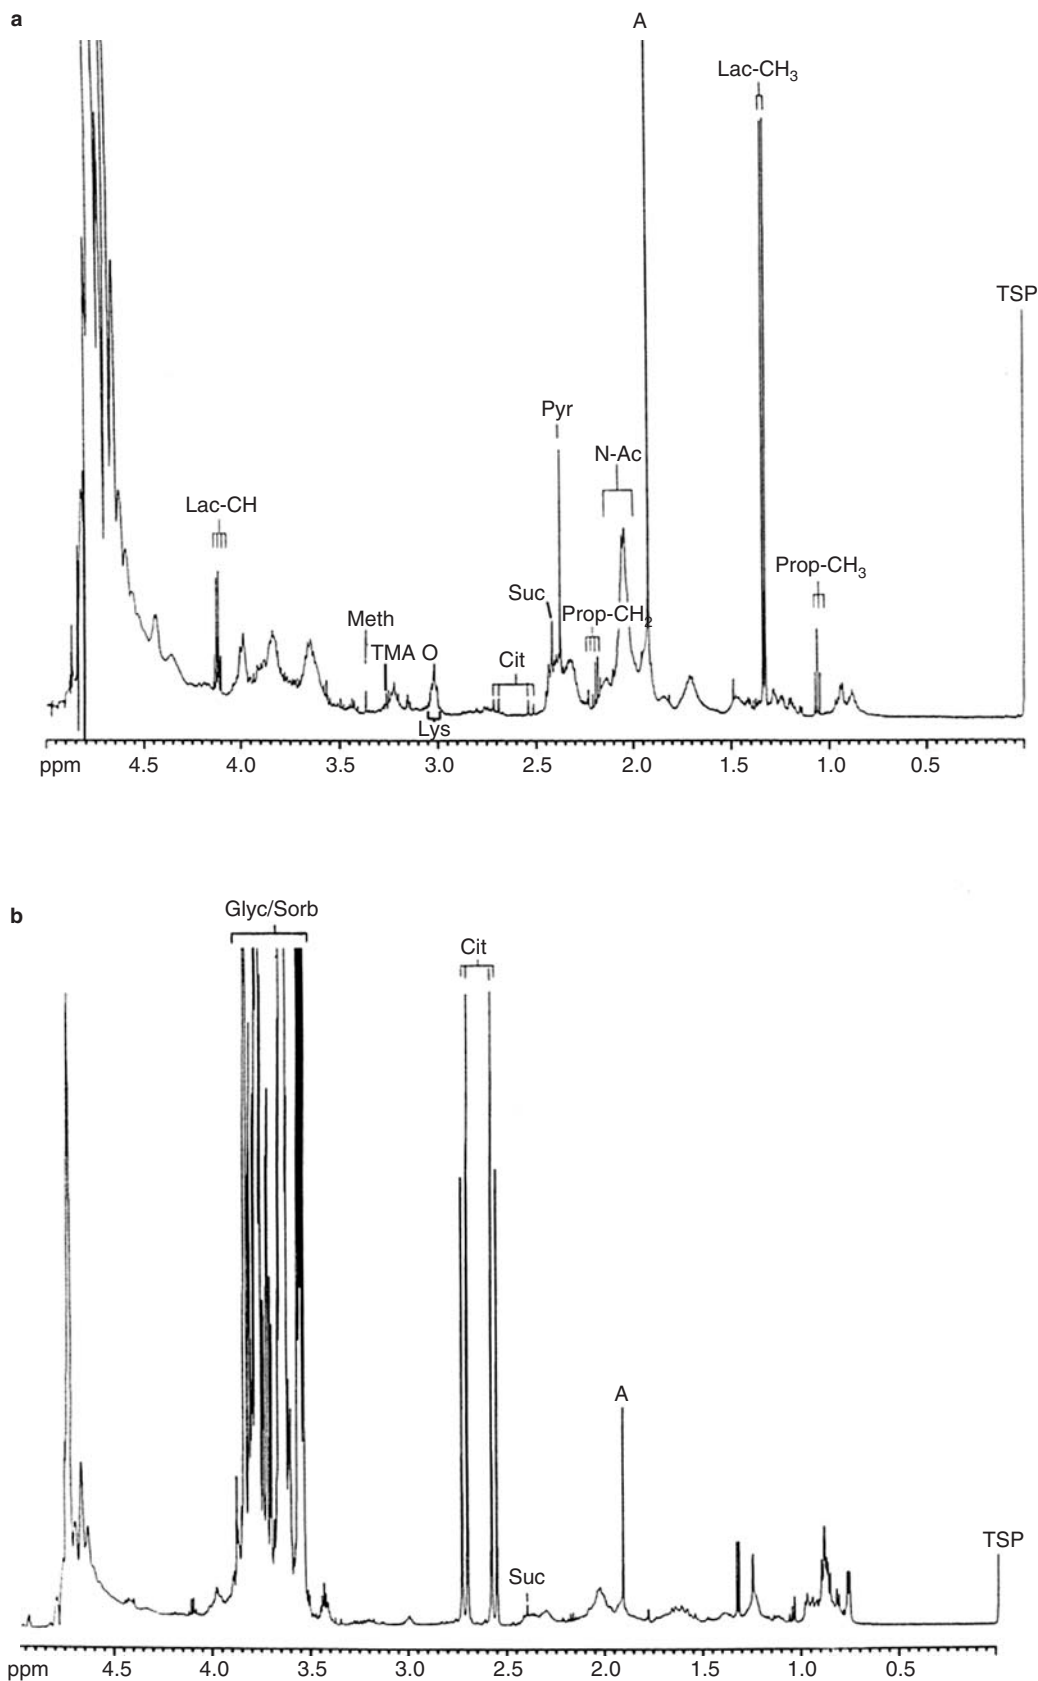 a
A
Lac-CH₃
TSP
Pyr
N-Ac
Lac-CH
Prop-CH₃
Suc
Meth
Prop-CH₂
TMA O
Cit
Lys
ppm 4.5 4.0 3.5 3.0 2.5 2.0 1.5 1.0 0.5
b
Glyc/Sorb
Cit
A
TSP
Suc
ppm 4.5 4.0 3.5 3.0 2.5 2.0 1.5 1.0 0.5